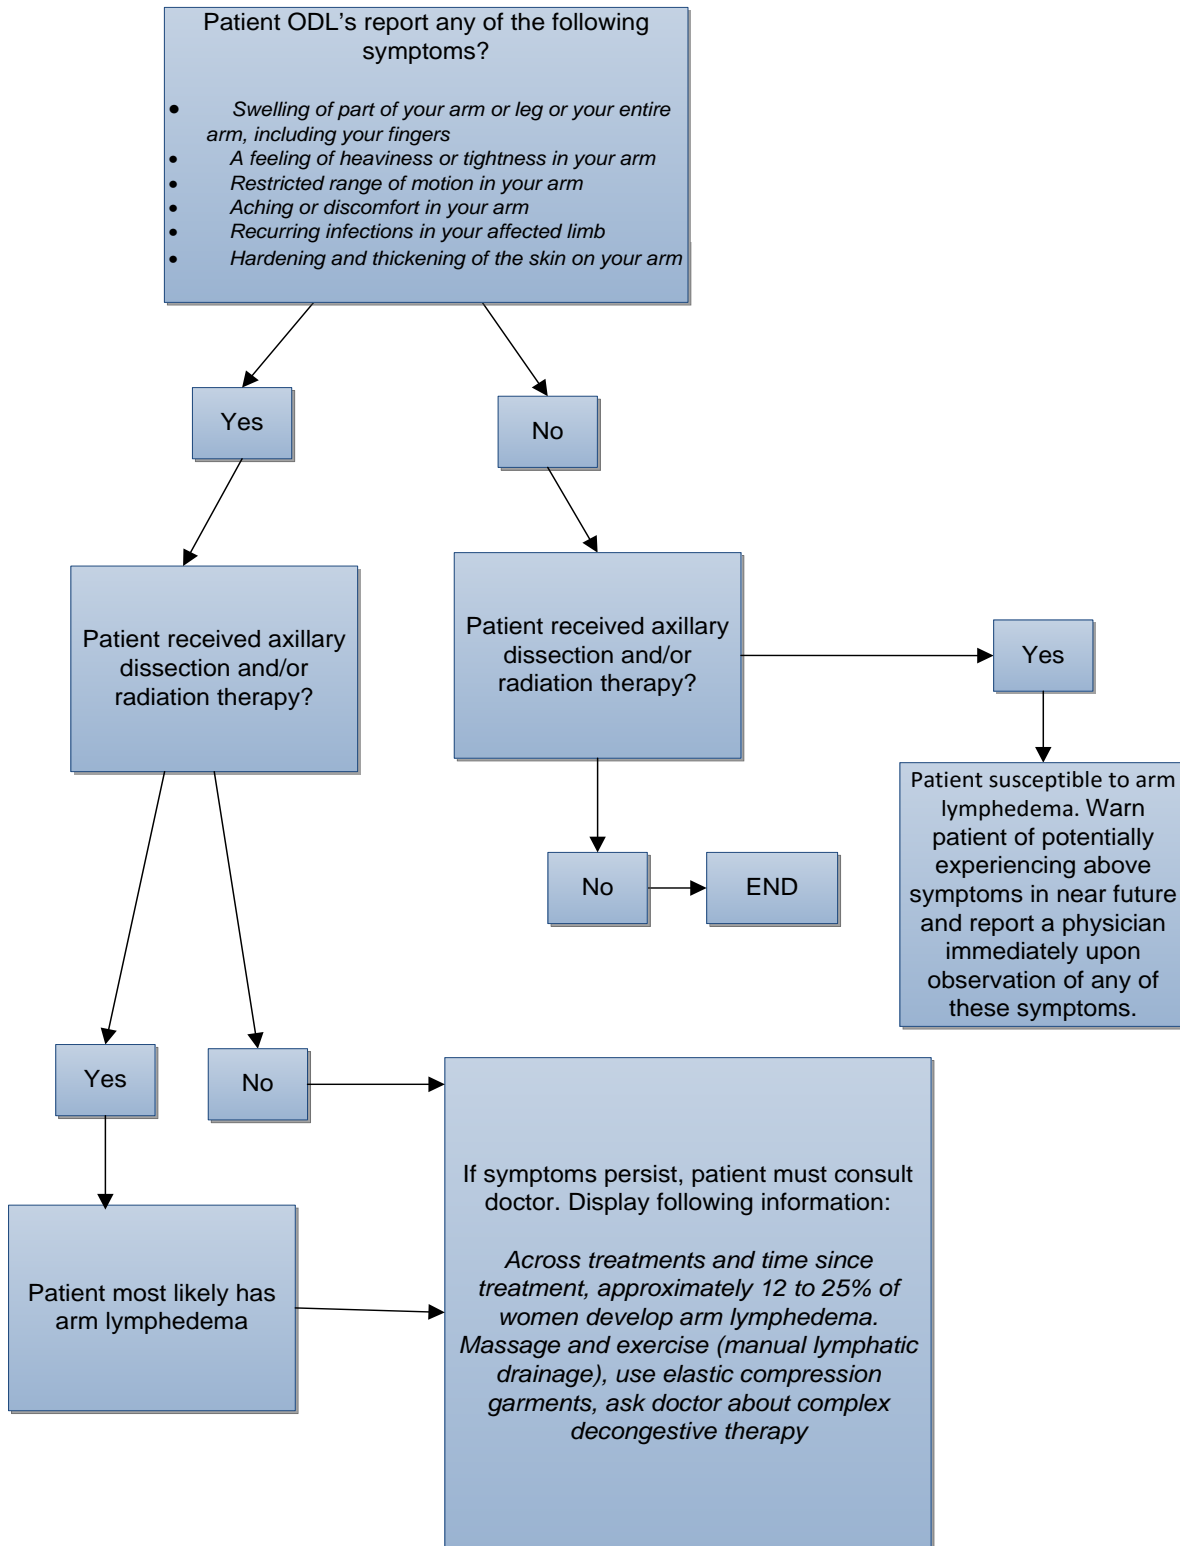 Patient ODL's report any of the following
symptoms?
• Swelling of part of your arm or leg or your entire
arm, including your fingers
• A feeling of heaviness or tightness in your arm
• Restricted range of motion in your arm
• Aching or discomfort in your arm
• Recurring infections in your affected limb
• Hardening and thickening of the skin on your arm
Yes
No
Patient received axillary
dissection and/or
radiation therapy?
Patient received axillary
dissection and/or
radiation therapy?
Yes
Patient susceptible to arm
lymphedema. Warn
patient of potentially
experiencing above
symptoms in near future
and report a physician
immediately upon
observation of any of
these symptoms.
No
END
Yes
No
Patient most likely has
arm lymphedema
If symptoms persist, patient must consult
doctor. Display following information:
Across treatments and time since
treatment, approximately 12 to 25% of
women develop arm lymphedema.
Massage and exercise (manual lymphatic
drainage), use elastic compression
garments, ask doctor about complex
decongestive therapy